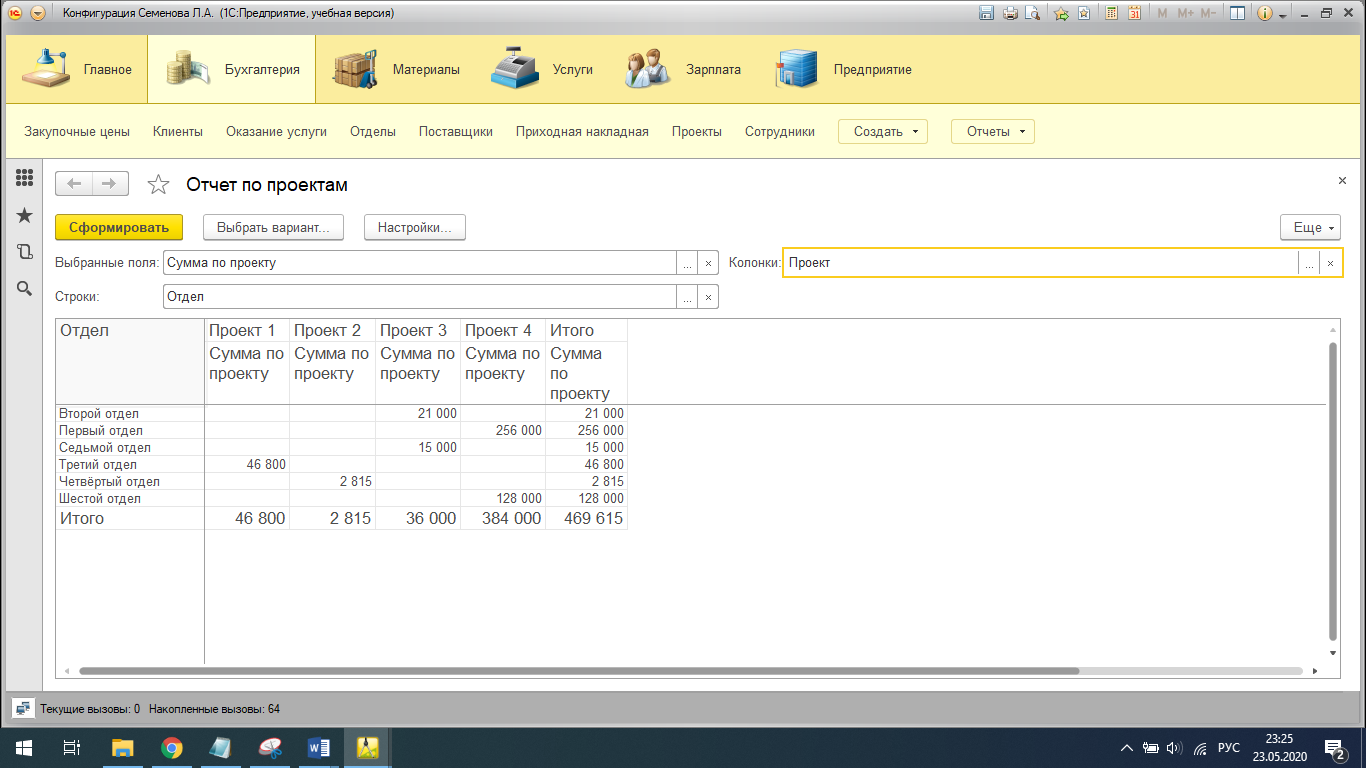 Конфигурация Семенова Л.А. (1С:Предприятие, учебная версия) M M+ M-
Главное Бухгалтерия Материалы Услуги Зарплата Предприятие
Закупочные цены Клиенты Оказание услуги Отделы Поставщики Приходная накладная Проекты Сотрудники Создать Отчеты
Отчет по проектам
Сформировать Выбрать вариант... Настройки... Еще
Выбранные поля: Сумма по проекту ... × Колонки: Проект ... ×
Строки: Отдел ... ×
Отдел Проект 1 Проект 2 Проект 3 Проект 4 Итого
Сумма по проекту Сумма по проекту Сумма по проекту Сумма по проекту Сумма по проекту
Второй отдел 21 000 21 000
Первый отдел 256 000 256 000
Седьмой отдел 15 000 15 000
Третий отдел 46 800 46 800
Четвёртый отдел 2 815 2 815
Шестой отдел 128 000 128 000
Итого 46 800 2 815 36 000 384 000 469 615
Текущие вызовы: 0 Накопленные вызовы: 64
РУС 23:25
23.05.2020 2